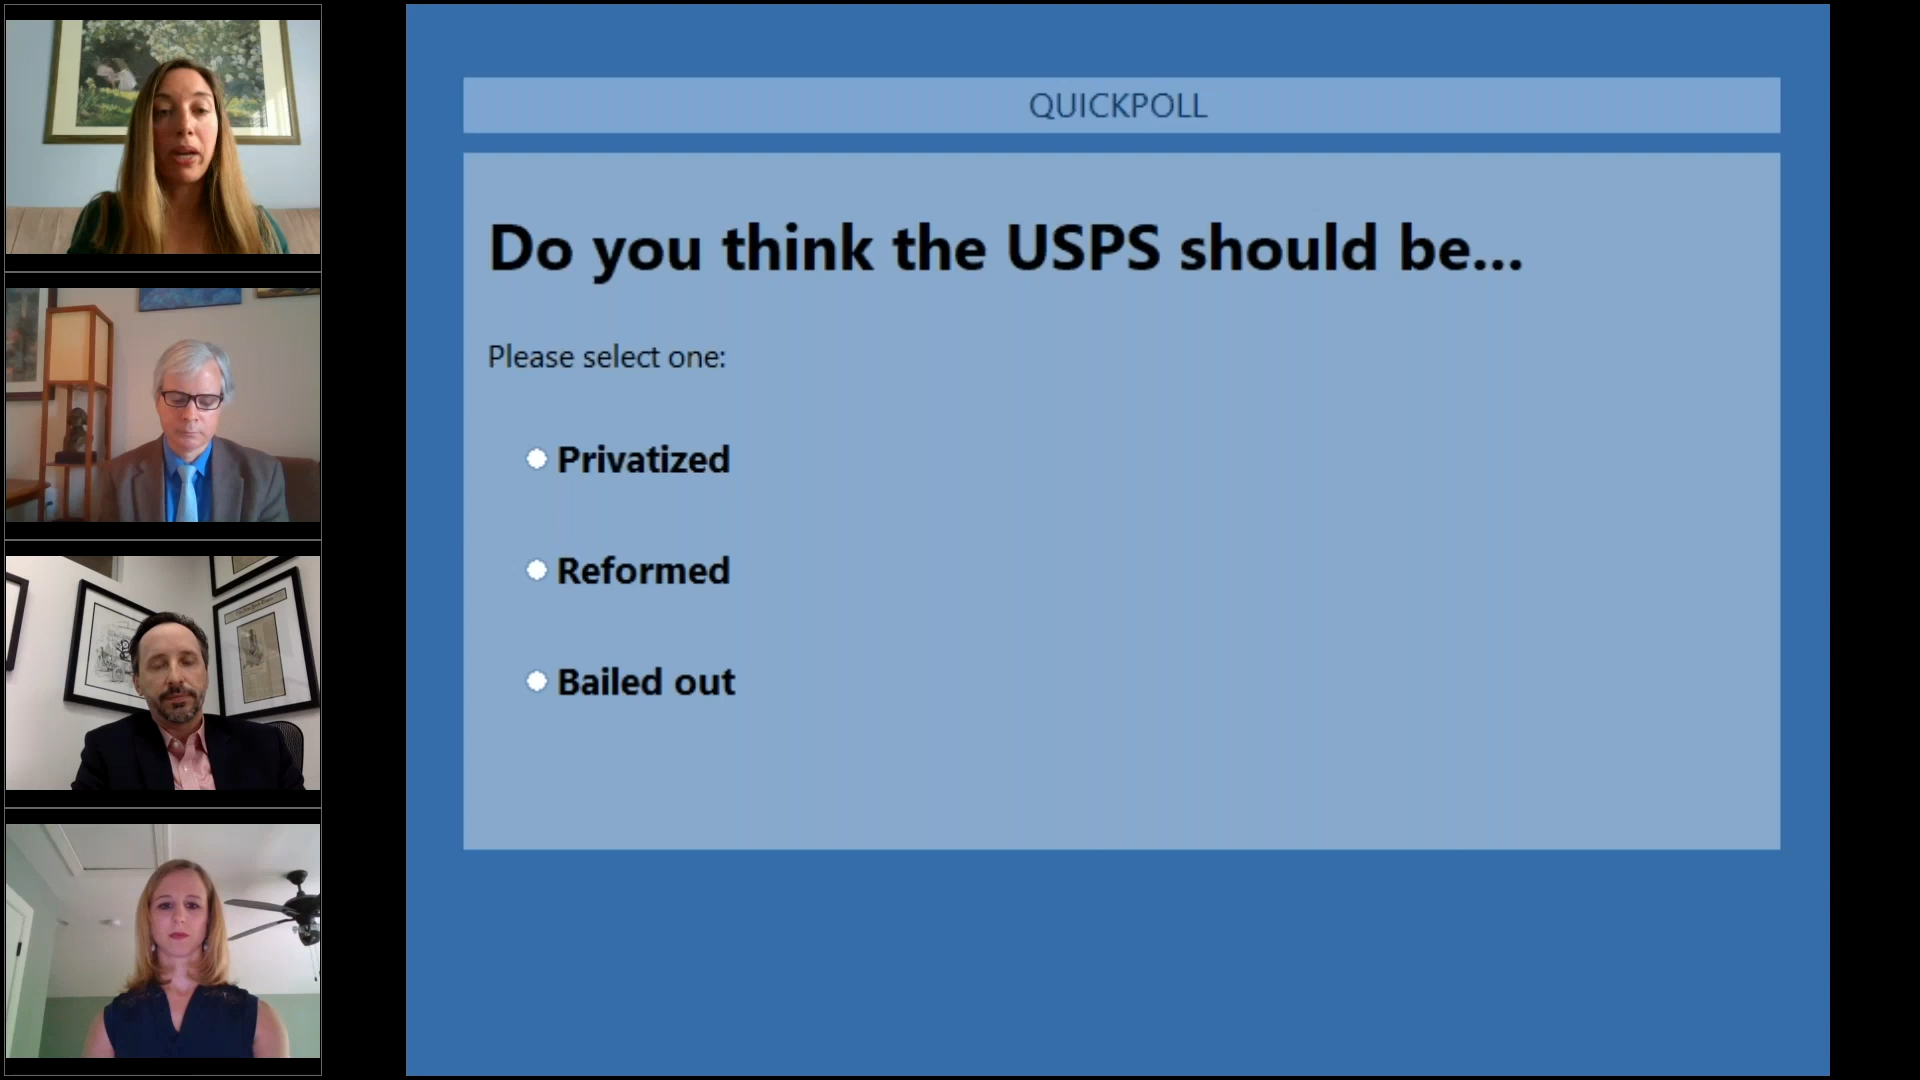 QUICKPOLL
Do you think the USPS should be...
Please select one:
Privatized
Reformed
Bailed out